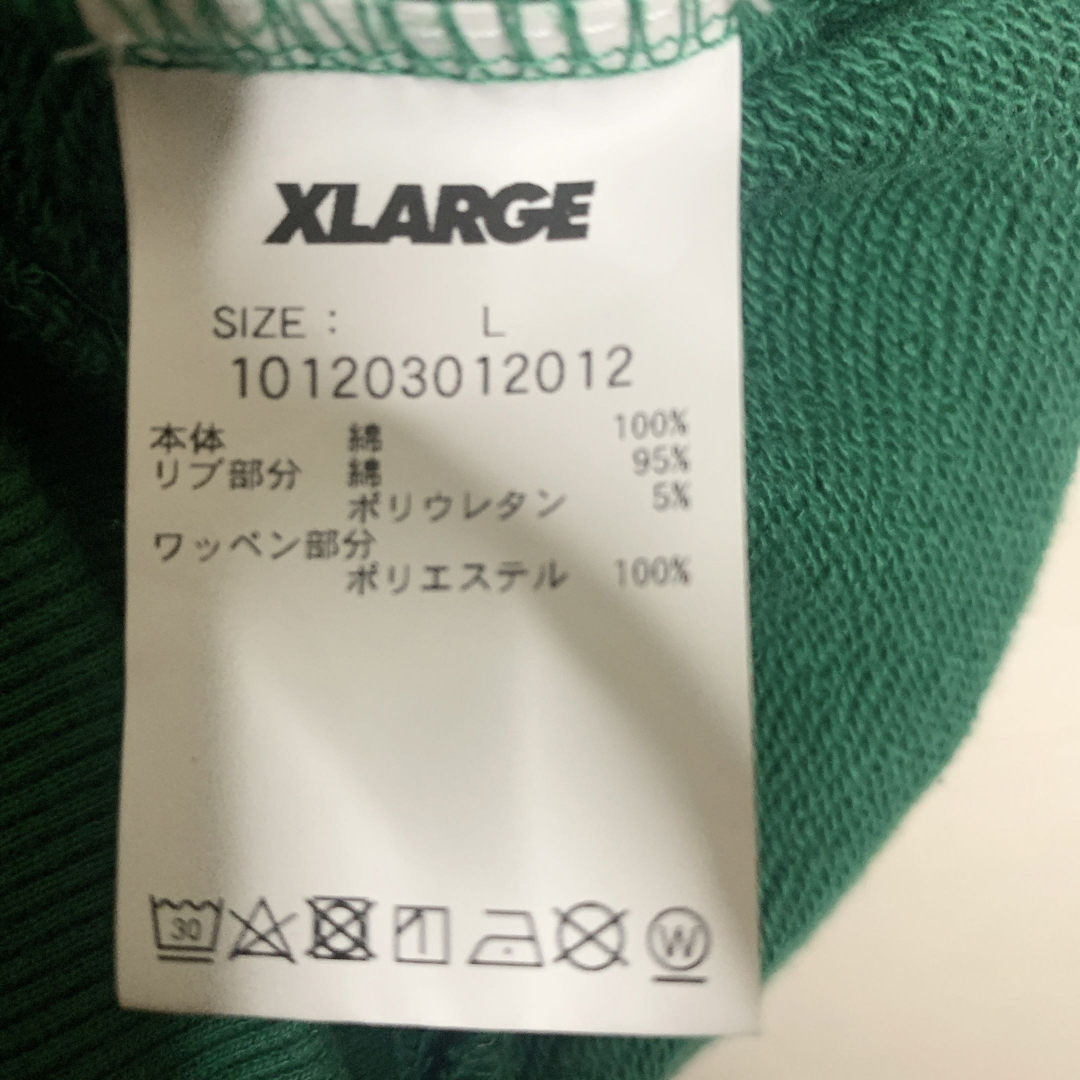 XLARGE
SIZE : L
101203012012
本体 綿 100%
リブ部分 綿 95%
ポリウレタン 5%
ワッペン部分
ポリエステル 100%
30
W